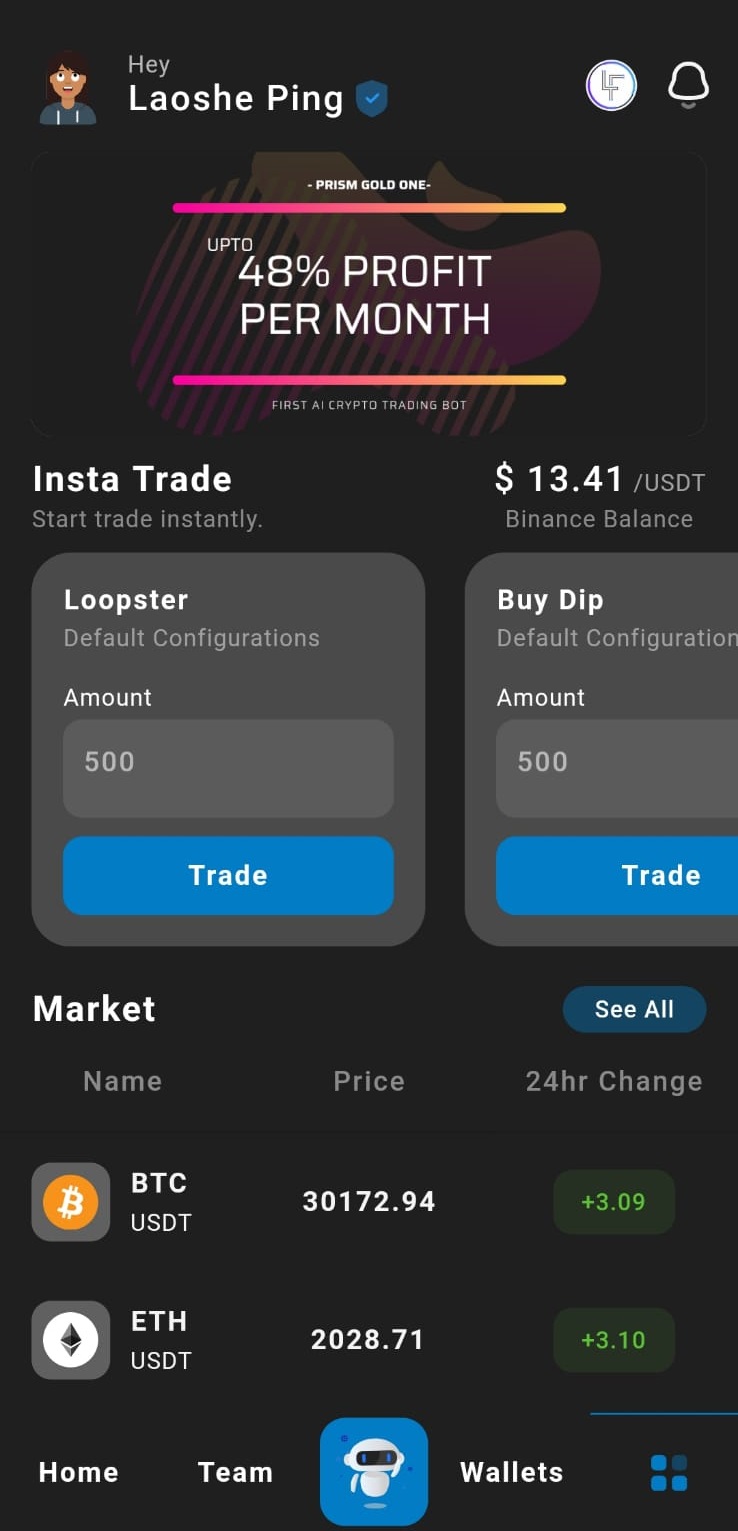 Hey
Laoshe Ping
- PRISM GOLD ONE-
UPTO
48% PROFIT
PER MONTH
FIRST AI CRYPTO TRADING BOT
Insta Trade
$ 13.41 /USDT
Start trade instantly.
Binance Balance
Loopster
Buy Dip
Default Configurations
Default Configuration
Amount
Amount
500
500
Trade
Trade
Market
See All
Name
Price
24hr Change
BTC
USDT
30172.94
+3.09
ETH
USDT
2028.71
+3.10
Home
Team
Wallets